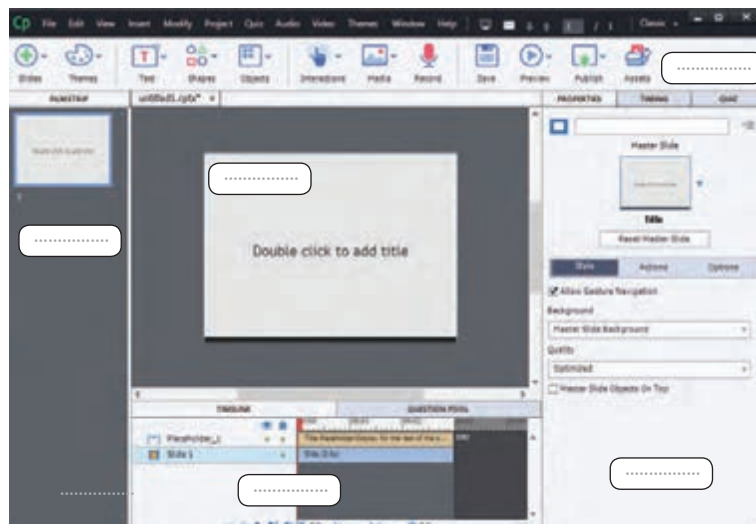 Cp File Edit View Insert Modify Project Quiz Audio Video Themes Window Help 1 / 1 Classic
Slides Themes Text Shapes Objects Interactions Media Record Save Preview Publish Assets
FILMSTRIP
untitled1.cptx*
PROPERTIES TIMING QUIZ
Master Slide
Title
Reset Master Slide
Double click to add title
1
Style Actions Options
Allow Gesture Navigation
Background
Master Slide Background
Quality
Optimized
Master Slide Objects On Top
TIMELINE QUESTION POOL
Placeholder_1
Slide 1